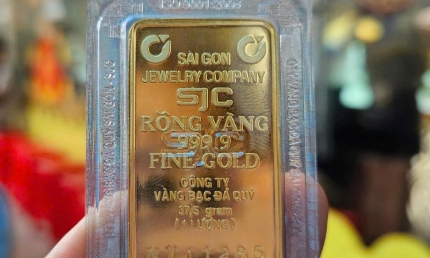 SAI GON
JEWELRY COMPANY
SJC
RỒNG VÀNG
999.9
FINE GOLD
CÔNG TY
VÀNG BẠC ĐÁ QUÝ
37,5 gram
(1 LƯỢNG)